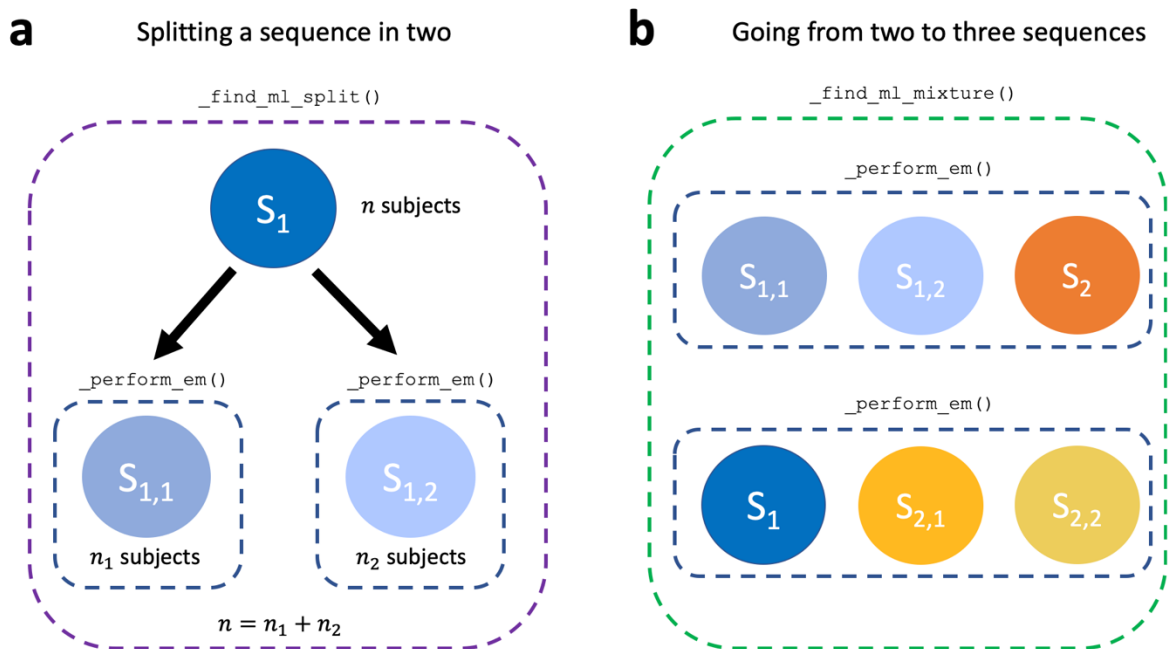 a
Splitting a sequence in two
_find_ml_split()
S1
n subjects
_perform_em()
_perform_em()
S1,1
S1,2
n1 subjects
n2 subjects
n = n1 + n2
b
Going from two to three sequences
_find_ml_mixture()
_perform_em()
S1,1
S1,2
S2
_perform_em()
S1
S2,1
S2,2